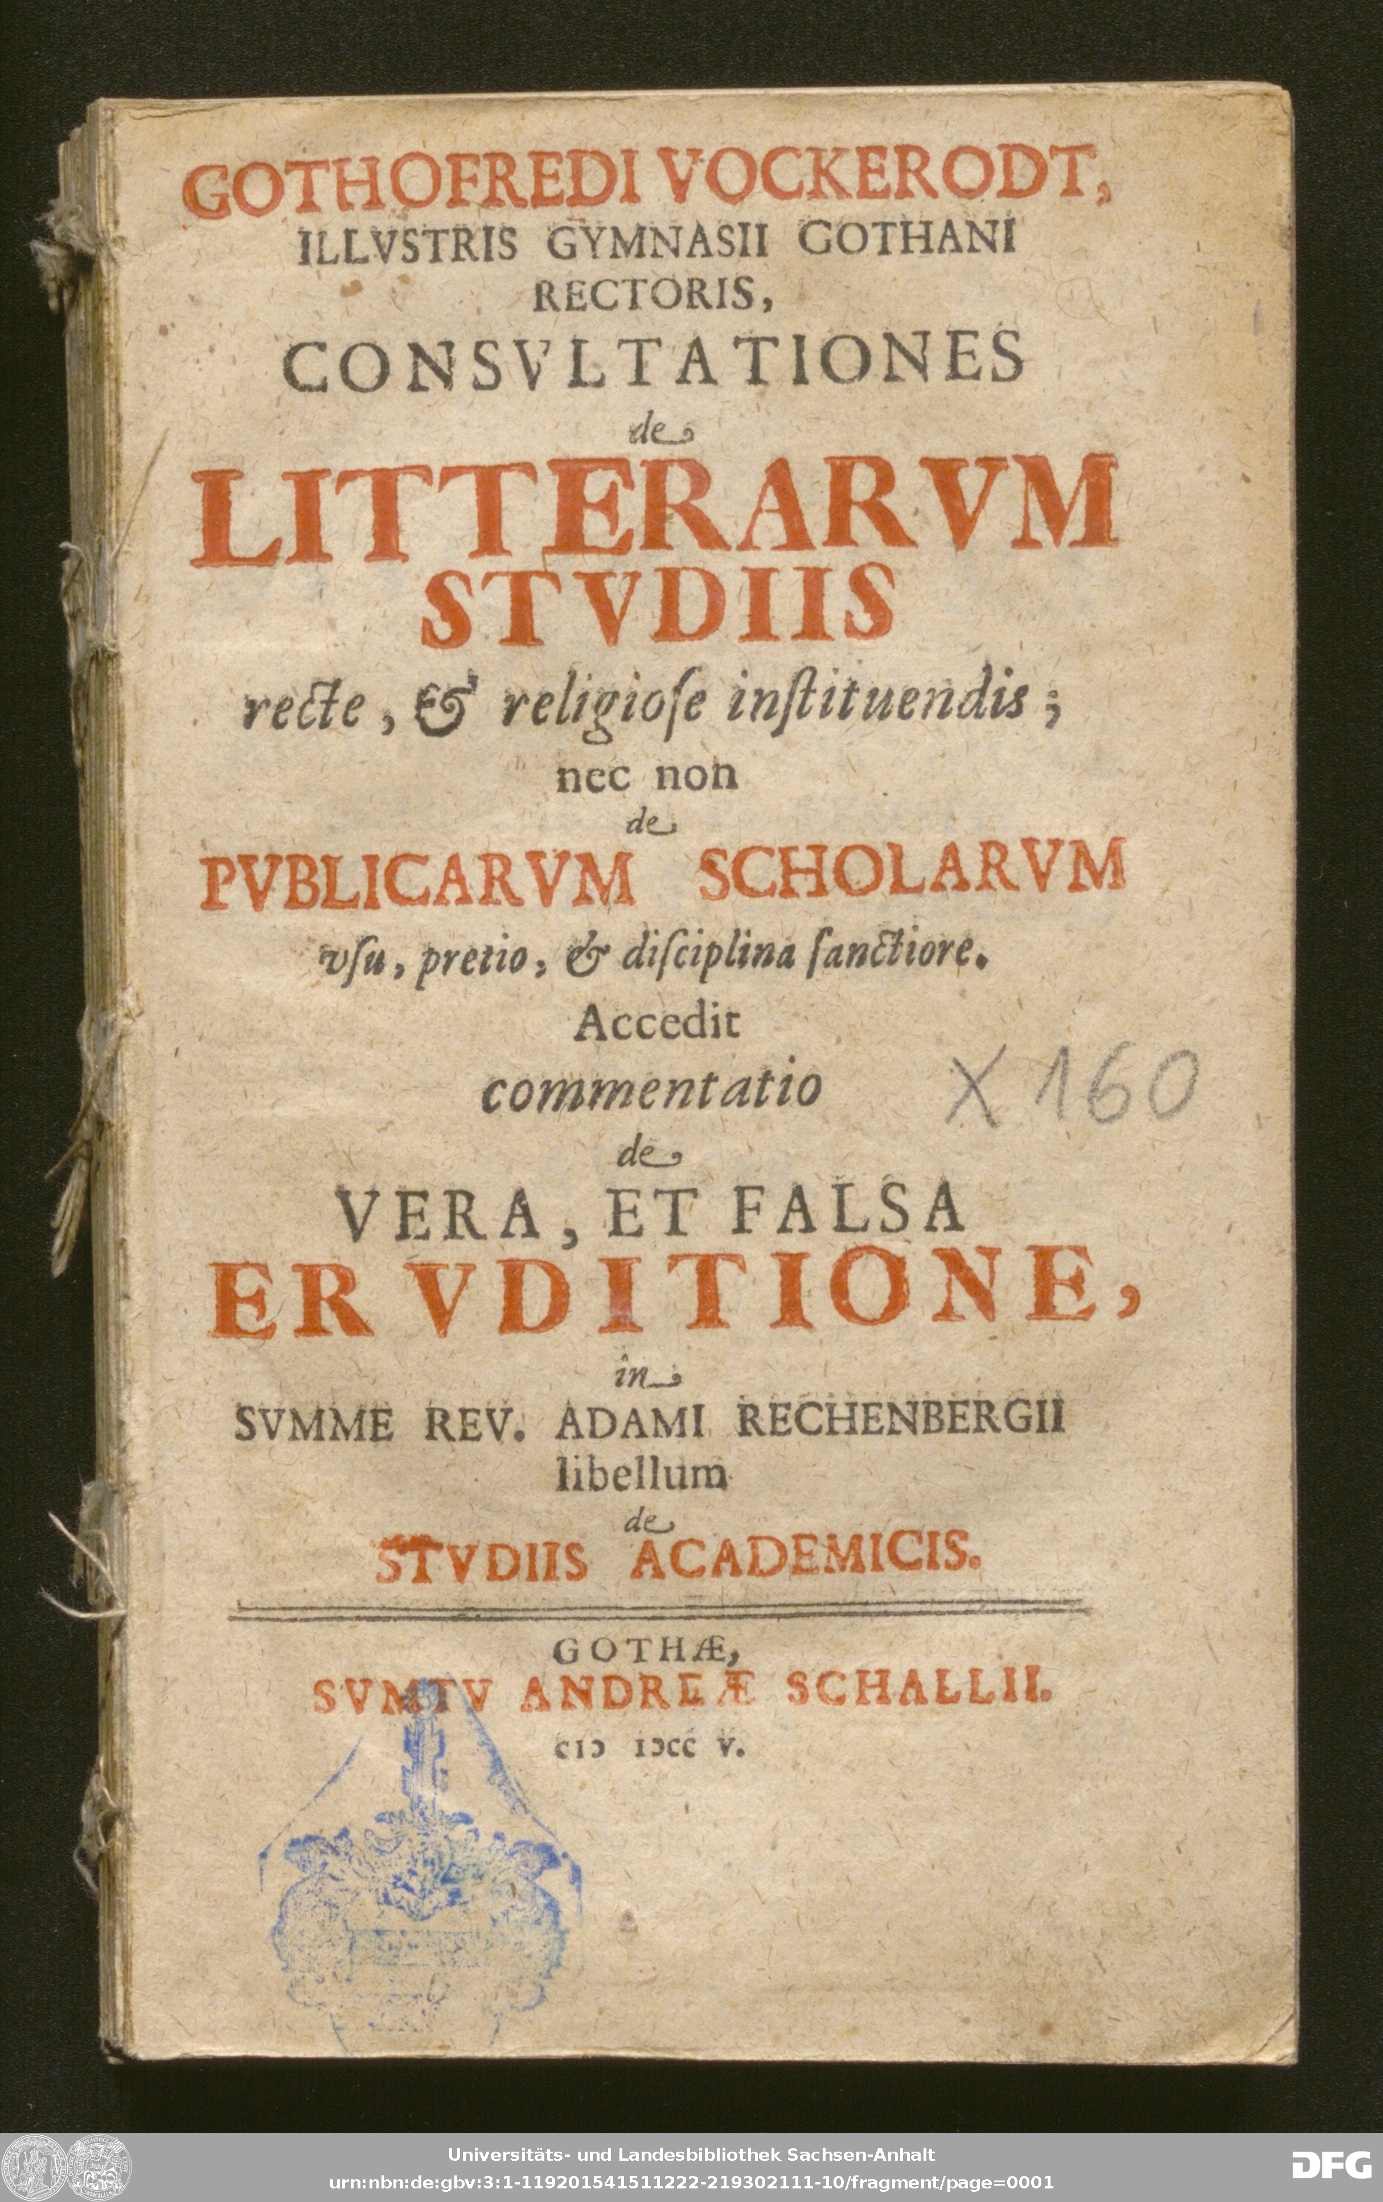 GOTHOFREDI VOCKERODT,
ILLVSTRIS GYMNASII GOTHANI
RECTORIS,
CONSVLTATIONES
de
LITTERARVM
STVDIIS
recte, & religioſe inſtituendis;
nec non
de
PVBLICARVM SCHOLARVM
vſu, pretio, & diſciplina ſanctiore.
Accedit
commentatio
X 160
de
VERA, ET FALSA
ERVDITIONE,
in
SVMME REV. ADAMI RECHENBERGII
libellum
de
STVDIIS ACADEMICIS.
GOTHÆ,
SVMTV ANDREÆ SCHALLII.
cIↃ IↃcc V.
Universitäts- und Landesbibliothek Sachsen-Anhalt
urn:nbn:de:gbv:3:1-119201541511222-219302111-10/fragment/page=0001
DFG